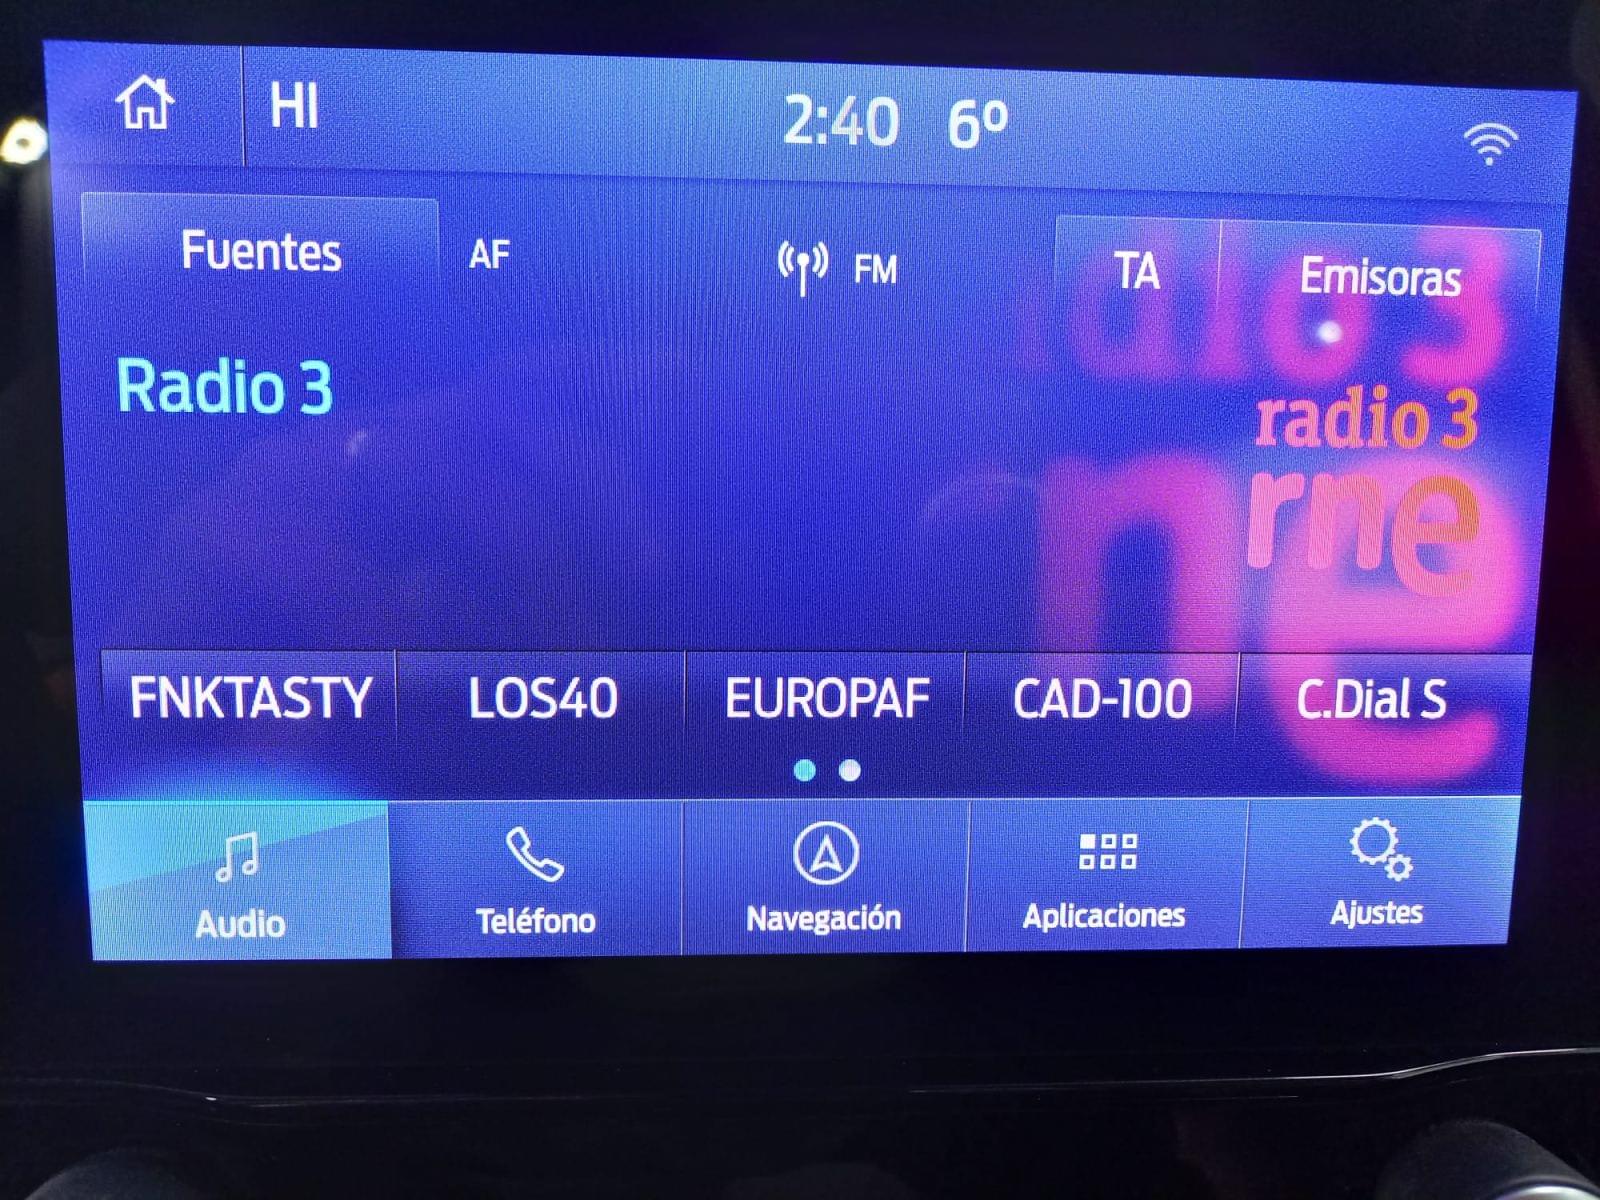 HI 2:40 6º
Fuentes AF FM TA Emisoras
Radio 3
radio 3
rne
FNKTASTY LOS40 EUROPAF CAD-100 C.Dial S
Audio Teléfono Navegación Aplicaciones Ajustes